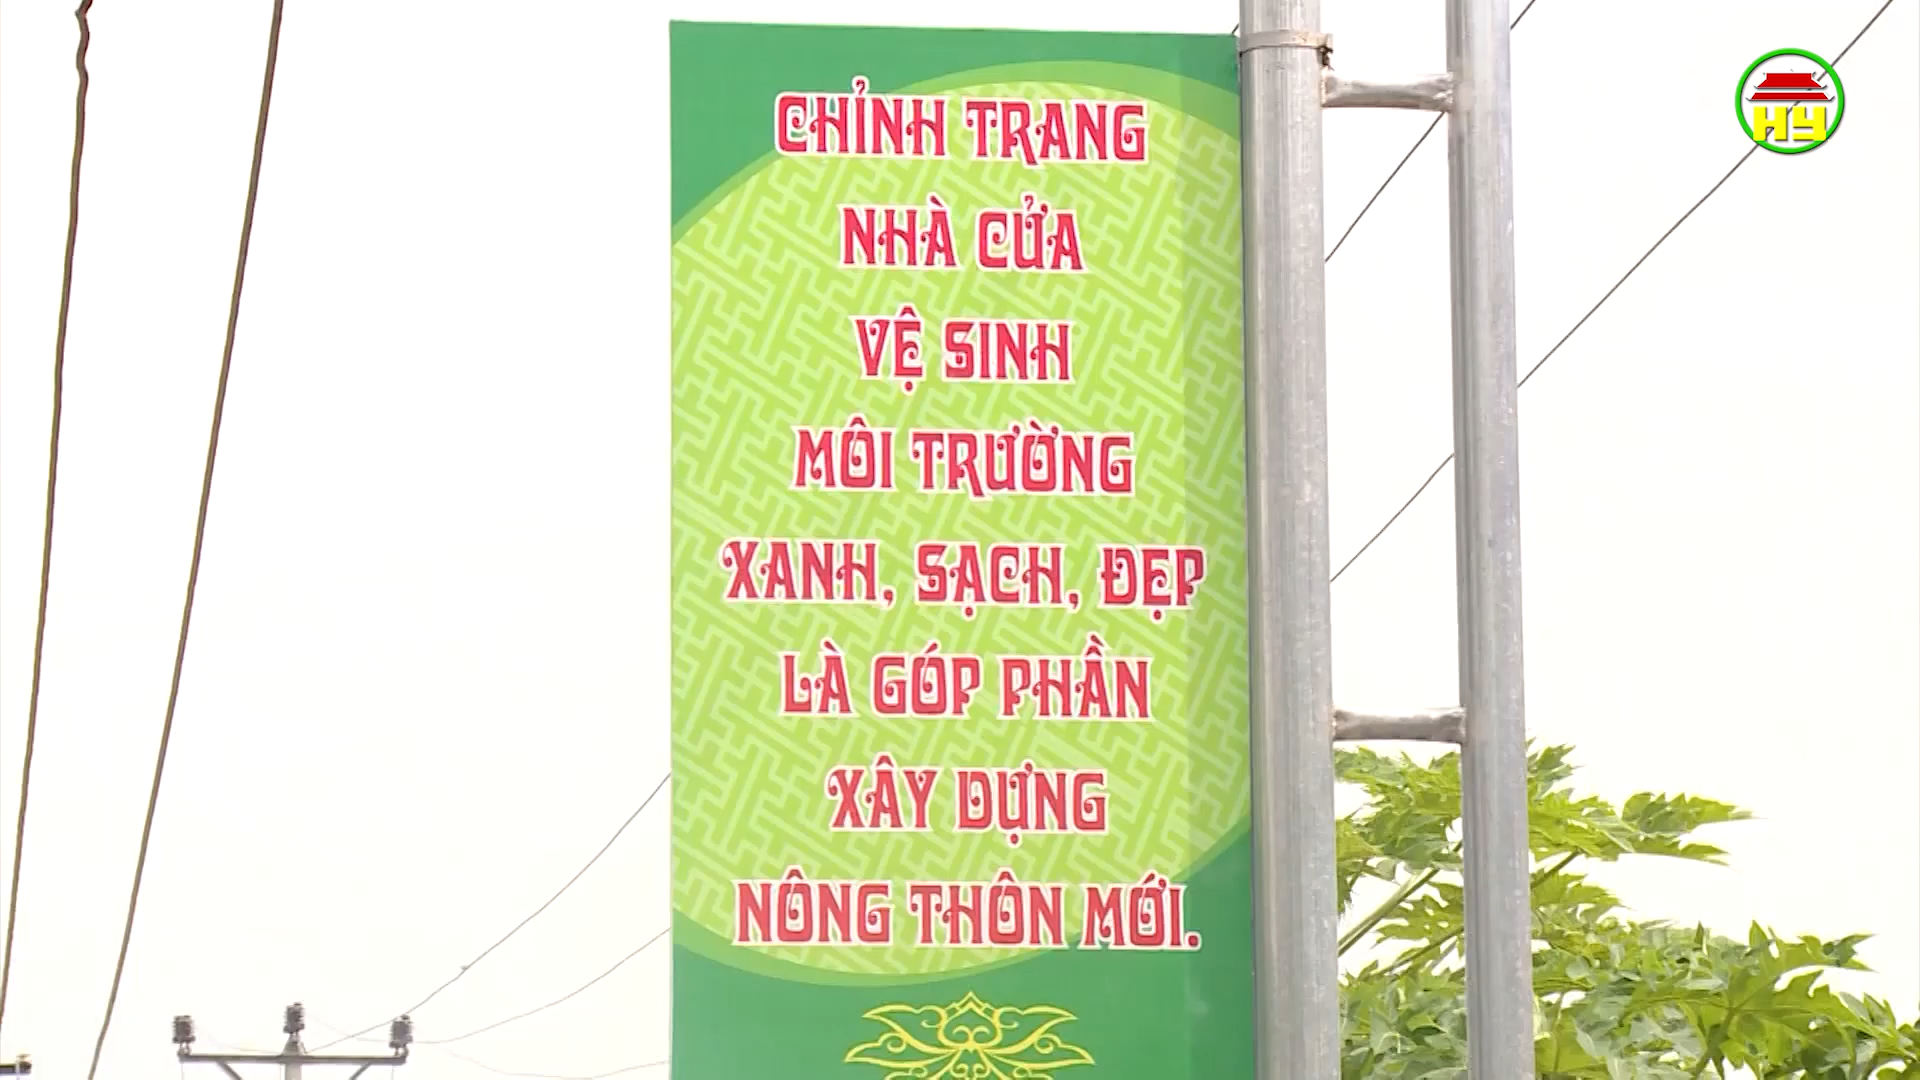 CHỈNH TRANG
NHÀ CỬA
VỆ SINH
MÔI TRƯỜNG
XANH, SẠCH, ĐẸP
LÀ GÓP PHẦN
XÂY DỰNG
NÔNG THÔN MỚI.
HY